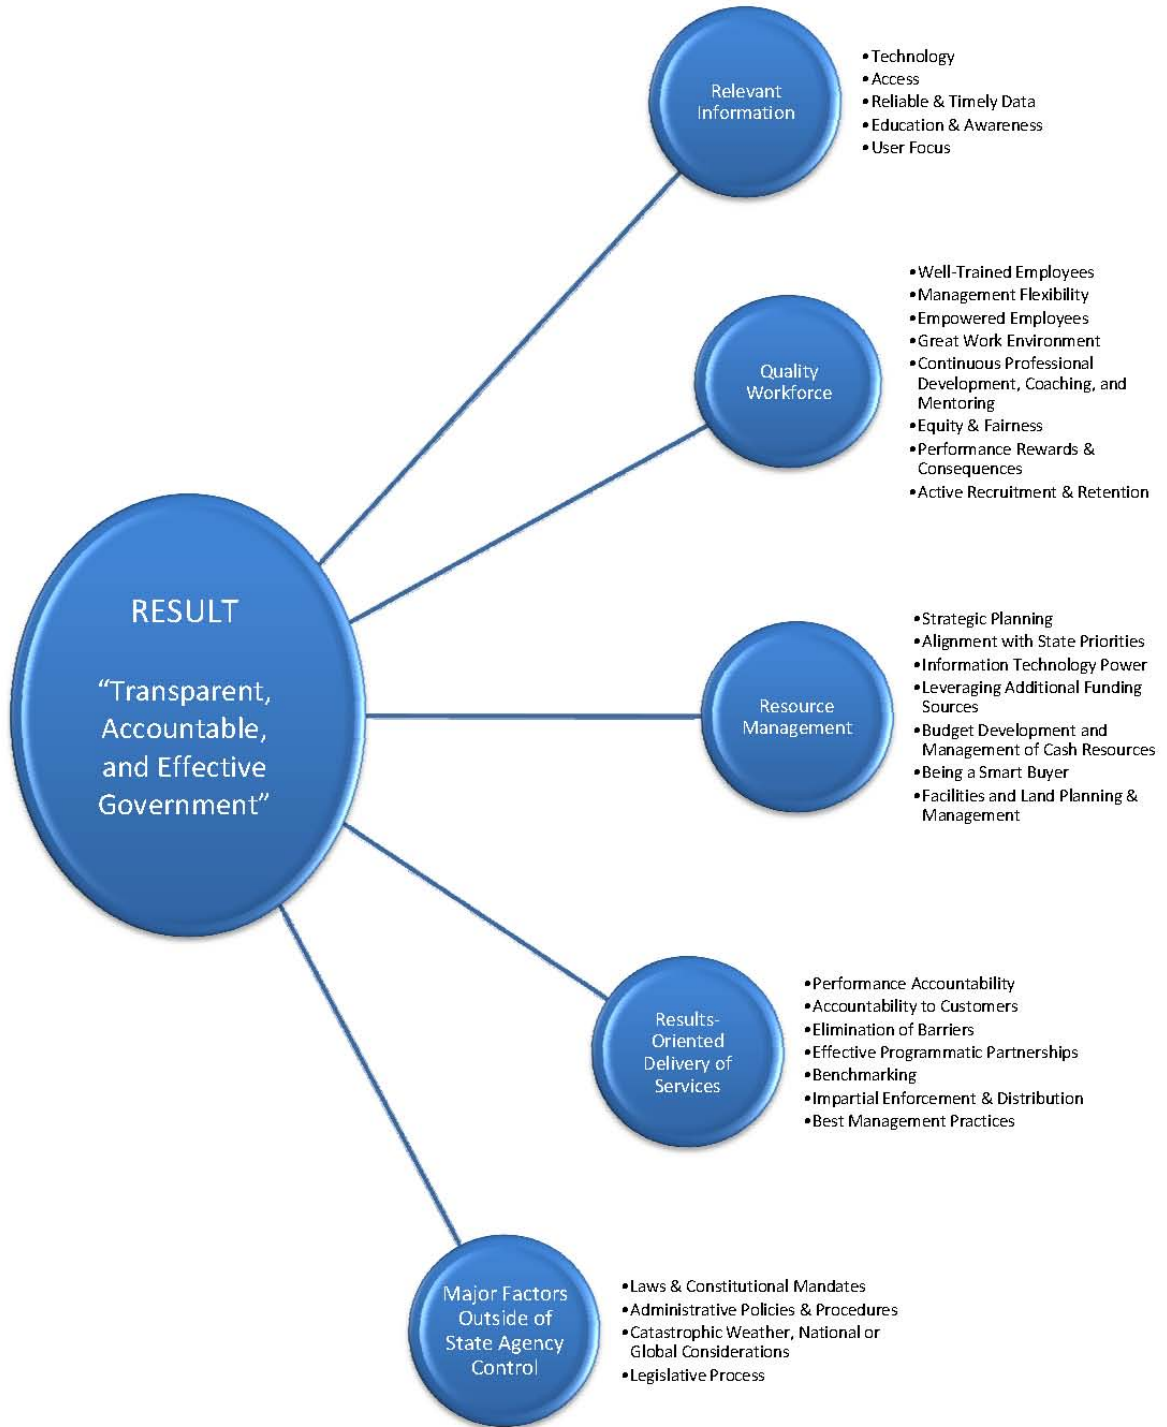 Relevant
Information
•Technology
•Access
•Reliable & Timely Data
•Education & Awareness
•User Focus
Quality
Workforce
•Well-Trained Employees
•Management Flexibility
•Empowered Employees
•Great Work Environment
•Continuous Professional
Development, Coaching, and
Mentoring
•Equity & Fairness
•Performance Rewards &
Consequences
•Active Recruitment & Retention
RESULT
“Transparent,
Accountable,
and Effective
Government”
Resource
Management
•Strategic Planning
•Alignment with State Priorities
•Information Technology Power
•Leveraging Additional Funding
Sources
•Budget Development and
Management of Cash Resources
•Being a Smart Buyer
•Facilities and Land Planning &
Management
Results-
Oriented
Delivery of
Services
•Performance Accountability
•Accountability to Customers
•Elimination of Barriers
•Effective Programmatic Partnerships
•Benchmarking
•Impartial Enforcement & Distribution
•Best Management Practices
Major Factors
Outside of
State Agency
Control
•Laws & Constitutional Mandates
•Administrative Policies & Procedures
•Catastrophic Weather, National or
Global Considerations
•Legislative Process